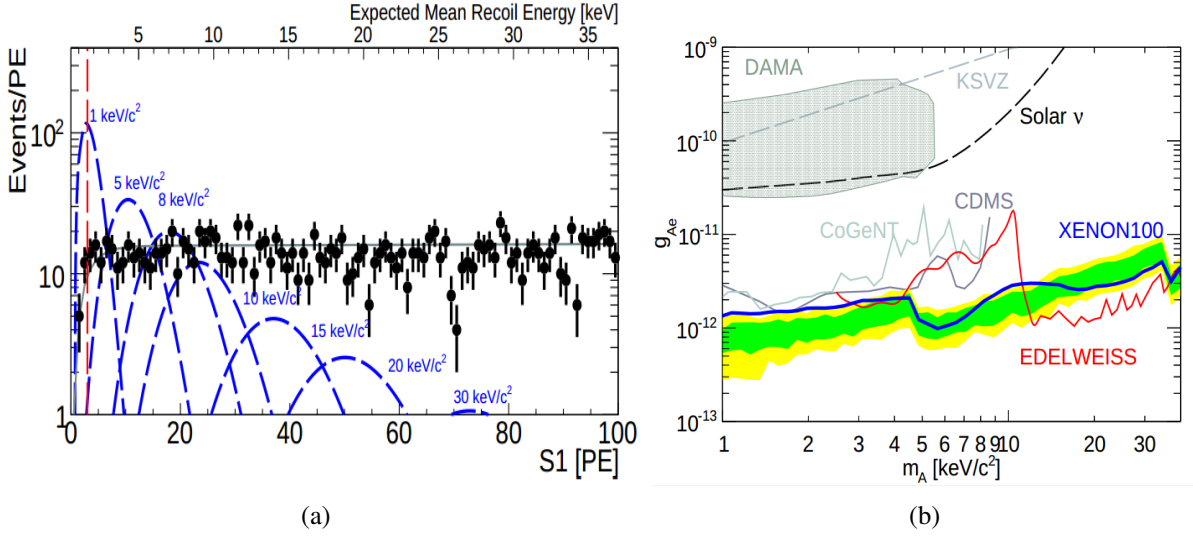 Expected Mean Recoil Energy [keV]
5 10 15 20 25 30 35
Events/PE
10²
10
1
1 keV/c²
5 keV/c²
8 keV/c²
10 keV/c²
15 keV/c²
20 keV/c²
30 keV/c²
0 20 40 60 80 100
S1 [PE]
(a)
g_Ae
10⁻⁹
10⁻¹⁰
10⁻¹¹
10⁻¹²
10⁻¹³
DAMA
KSVZ
Solar ν
CDMS
CoGeNT
XENON100
EDELWEISS
1 2 3 4 5 6 7 8 9 10 20 30
m_A [keV/c²]
(b)